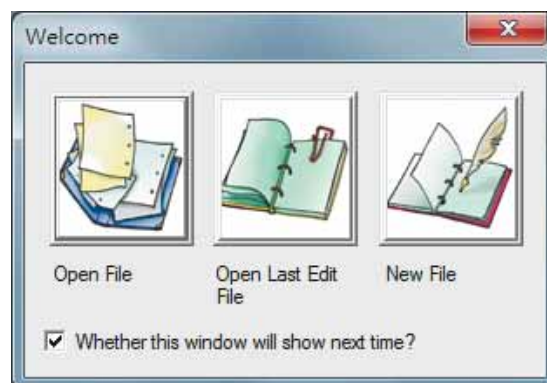 Welcome
Open File
Open Last Edit
File
New File
Whether this window will show next time?